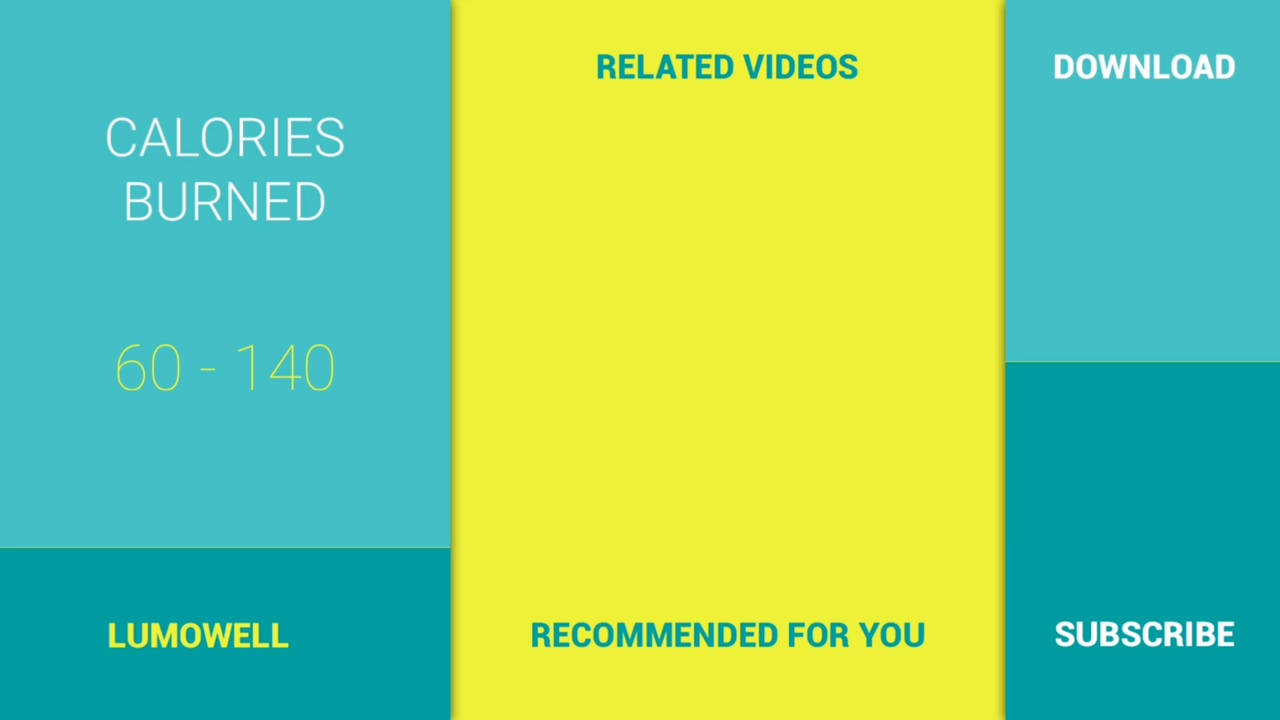 CALORIES
BURNED
60 - 140
LUMOWELL
RELATED VIDEOS
RECOMMENDED FOR YOU
DOWNLOAD
SUBSCRIBE